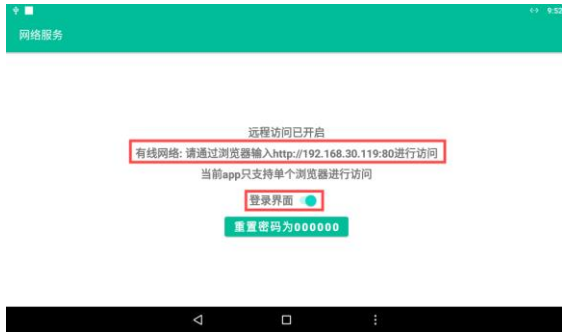 9:52
网络服务
远程访问已开启
有线网络: 请通过浏览器输入http://192.168.30.119:80进行访问
当前app只支持单个浏览器进行访问
登录界面
重置密码为000000